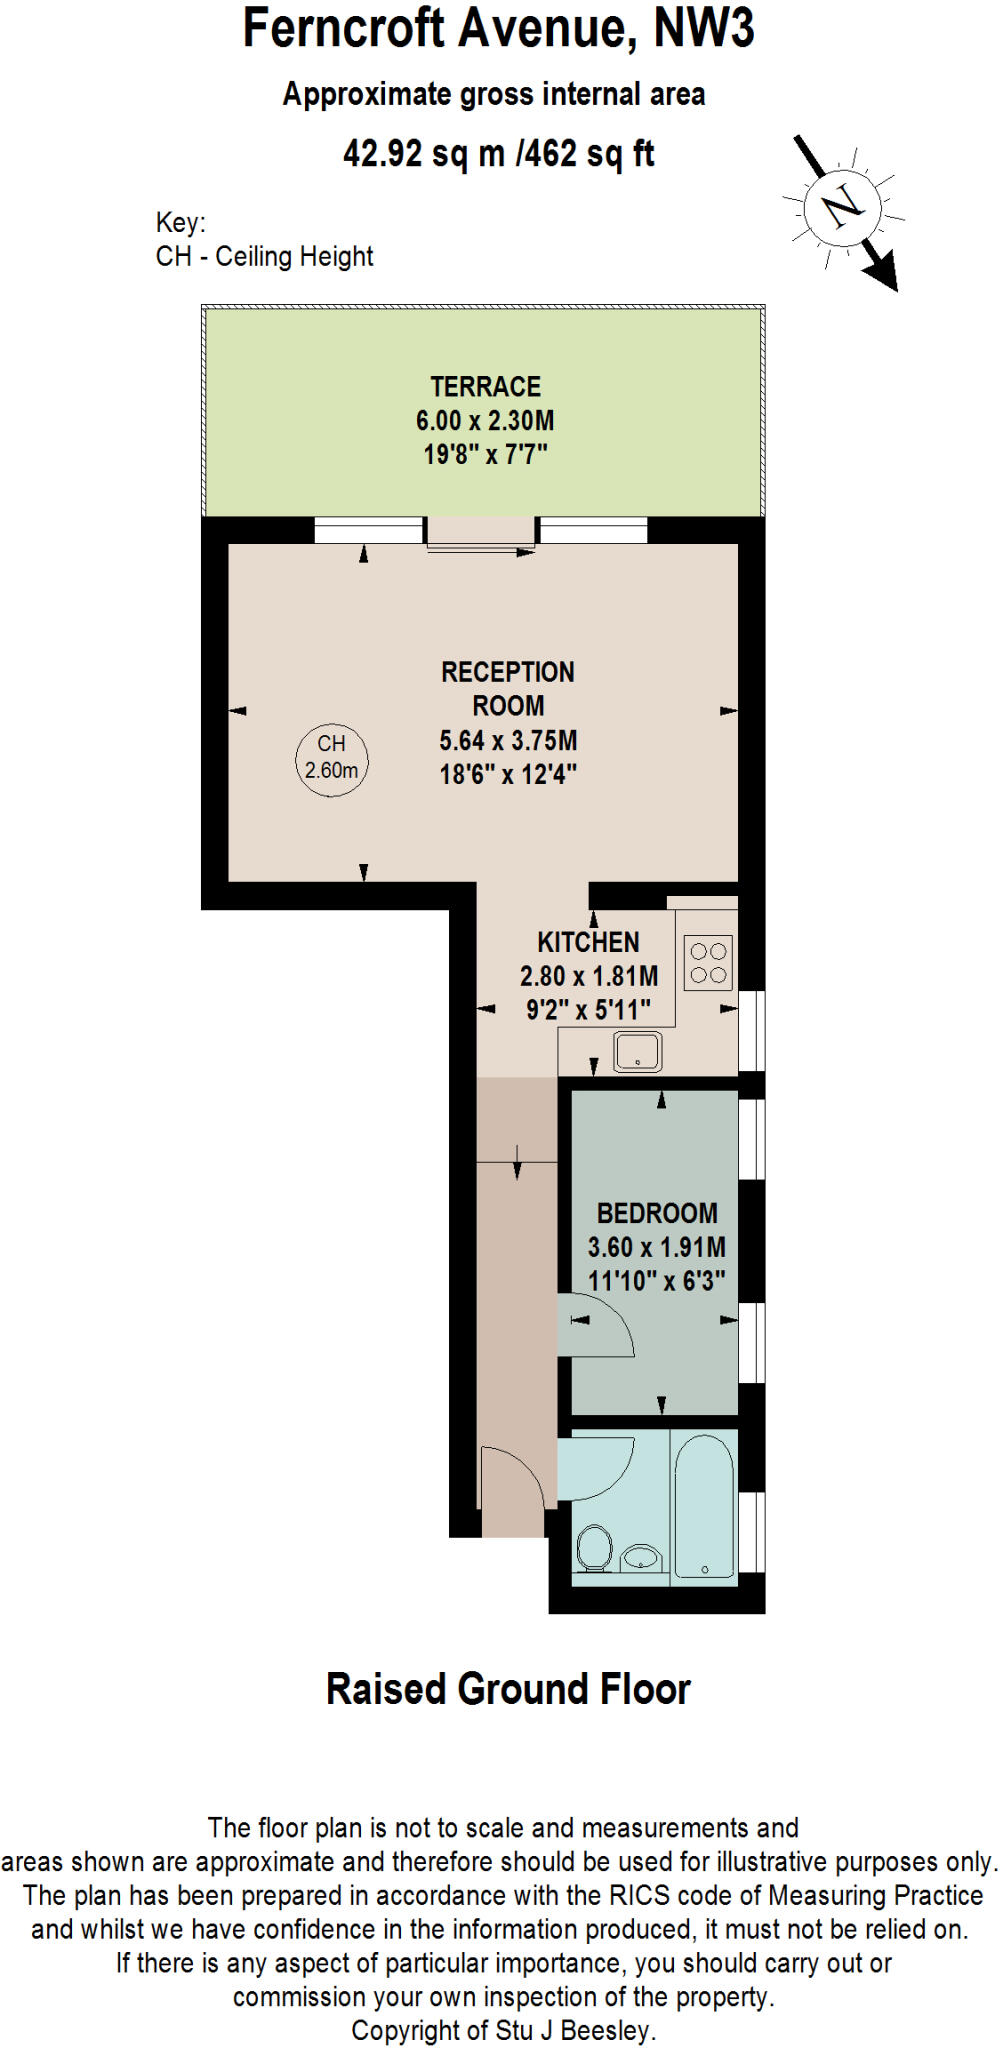 Ferncroft Avenue, NW3
Approximate gross internal area
42.92 sq m /462 sq ft
N
Key:
CH - Ceiling Height
TERRACE
6.00 x 2.30M
19'8" x 7'7"
RECEPTION
ROOM
5.64 x 3.75M
18'6" x 12'4"
CH
2.60m
KITCHEN
2.80 x 1.81M
9'2" x 5'11"
BEDROOM
3.60 x 1.91M
11'10" x 6'3"
Raised Ground Floor
The floor plan is not to scale and measurements and
areas shown are approximate and therefore should be used for illustrative purposes only.
The plan has been prepared in accordance with the RICS code of Measuring Practice
and whilst we have confidence in the information produced, it must not be relied on.
If there is any aspect of particular importance, you should carry out or
commission your own inspection of the property.
Copyright of Stu J Beesley.